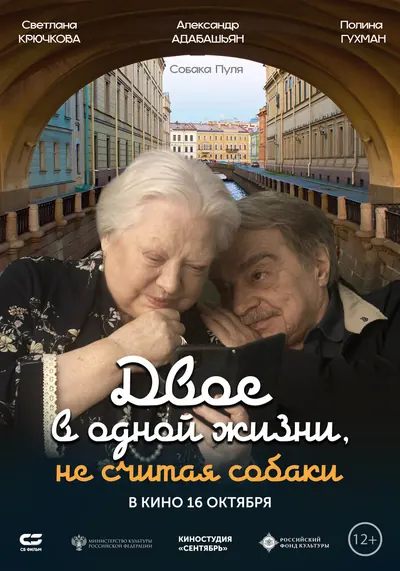 Светлана
КРЮЧКОВА
Александр
АДАБАШЬЯН
Полина
ГУХМАН
Собака Пуля
Двое
в одной жизни,
не считая собаки
В КИНО 16 ОКТЯБРЯ
СБ ФИЛЬМ
МИНИСТЕРСТВО КУЛЬТУРЫ
РОССИЙСКОЙ ФЕДЕРАЦИИ
КИНОСТУДИЯ
«СЕНТЯБРЬ»
РОССИЙСКИЙ
ФОНД КУЛЬТУРЫ
12+